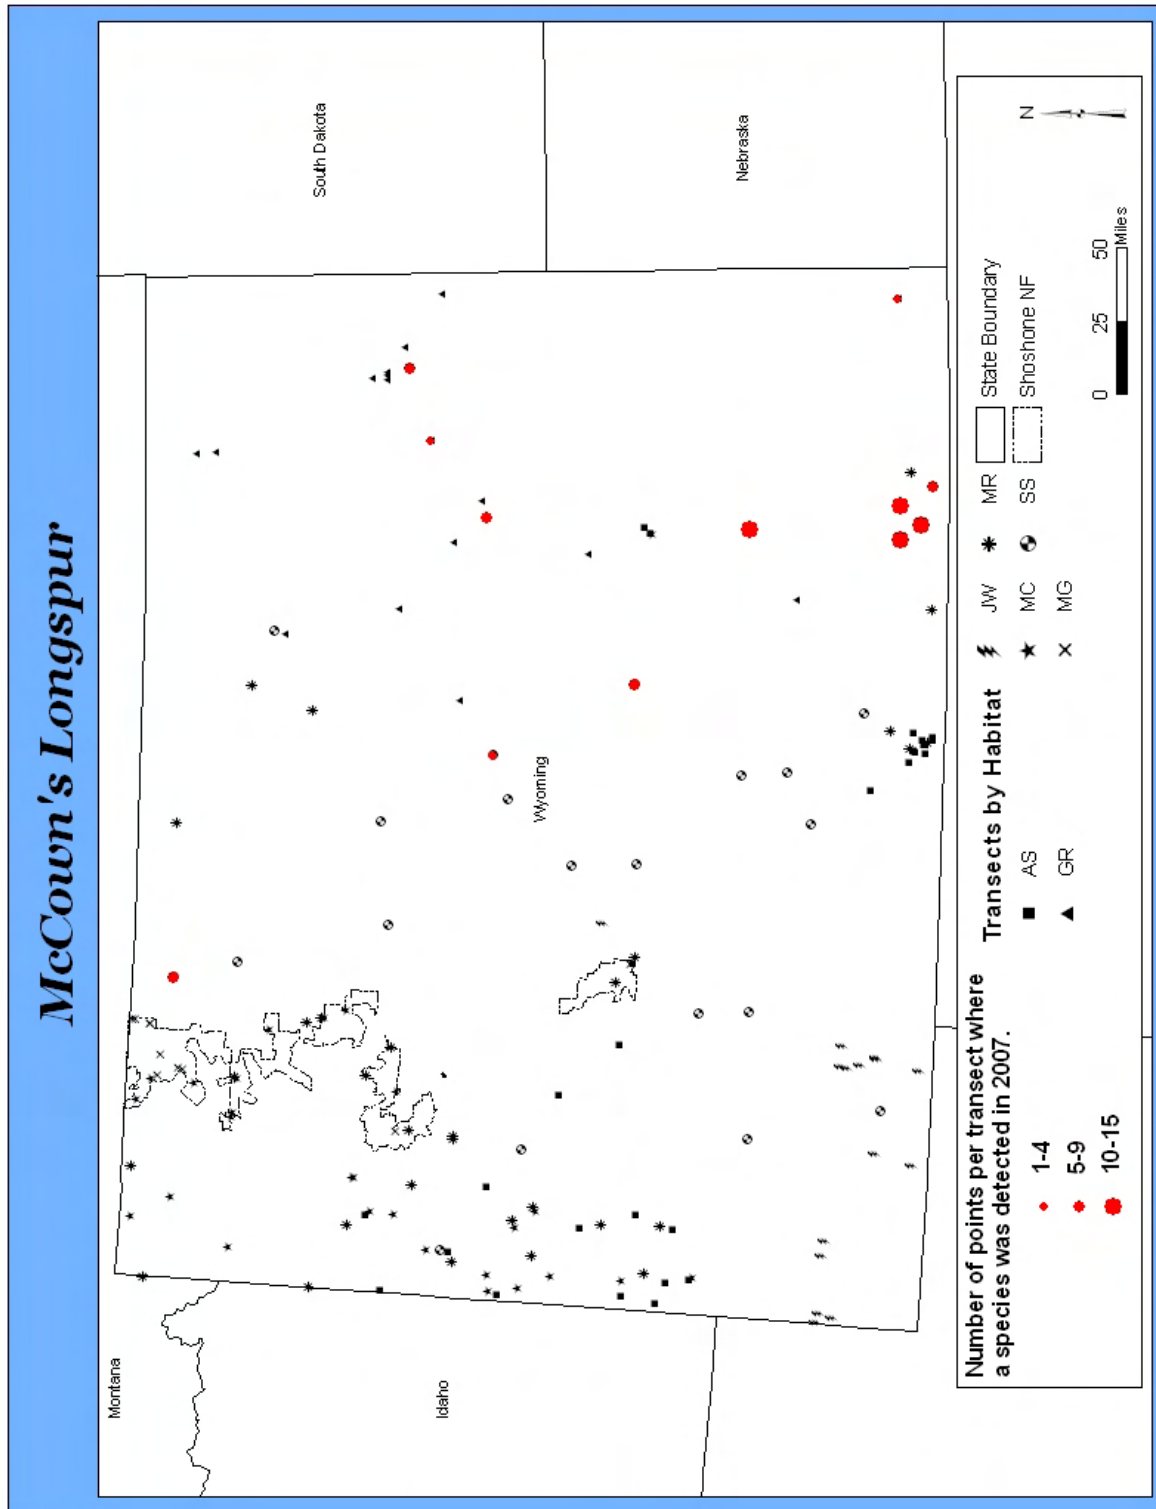 McCown's Longspur
Montana
South Dakota
Idaho
Wyoming
Nebraska
Number of points per transect where
a species was detected in 2007.
1-4
5-9
10-15
Transects by Habitat
AS
GR
JW
MC
MG
MR
SS
State Boundary
Shoshone NF
N
0 25 50
Miles